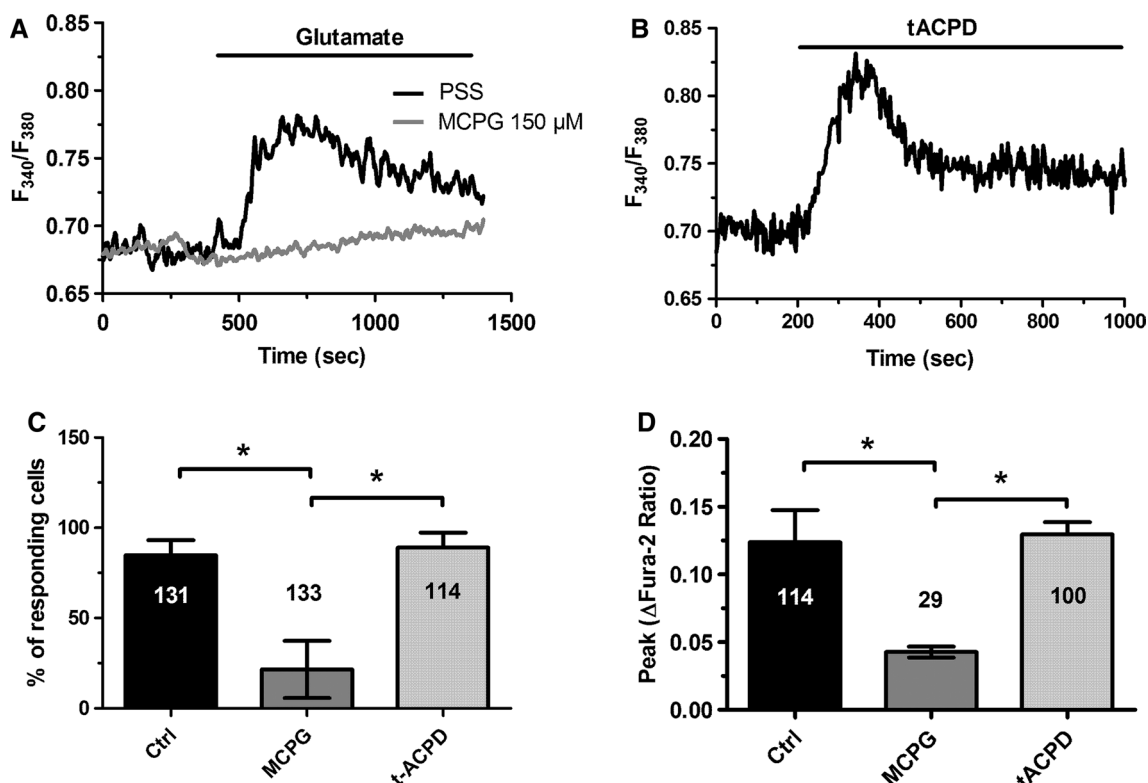 A
Glutamate
PSS
MCPG 150 µM
F340/F380
0.85
0.80
0.75
0.70
0.65
0
500
1000
1500
Time (sec)
B
tACPD
F340/F380
0.85
0.80
0.75
0.70
0.65
0
200
400
600
800
1000
Time (sec)
C
% of responding cells
150
100
50
0
*
*
131
133
114
Ctrl
MCPG
t-ACPD
D
Peak (ΔFura-2 Ratio)
0.20
0.15
0.10
0.05
0.00
*
*
114
29
100
Ctrl
MCPG
tACPD